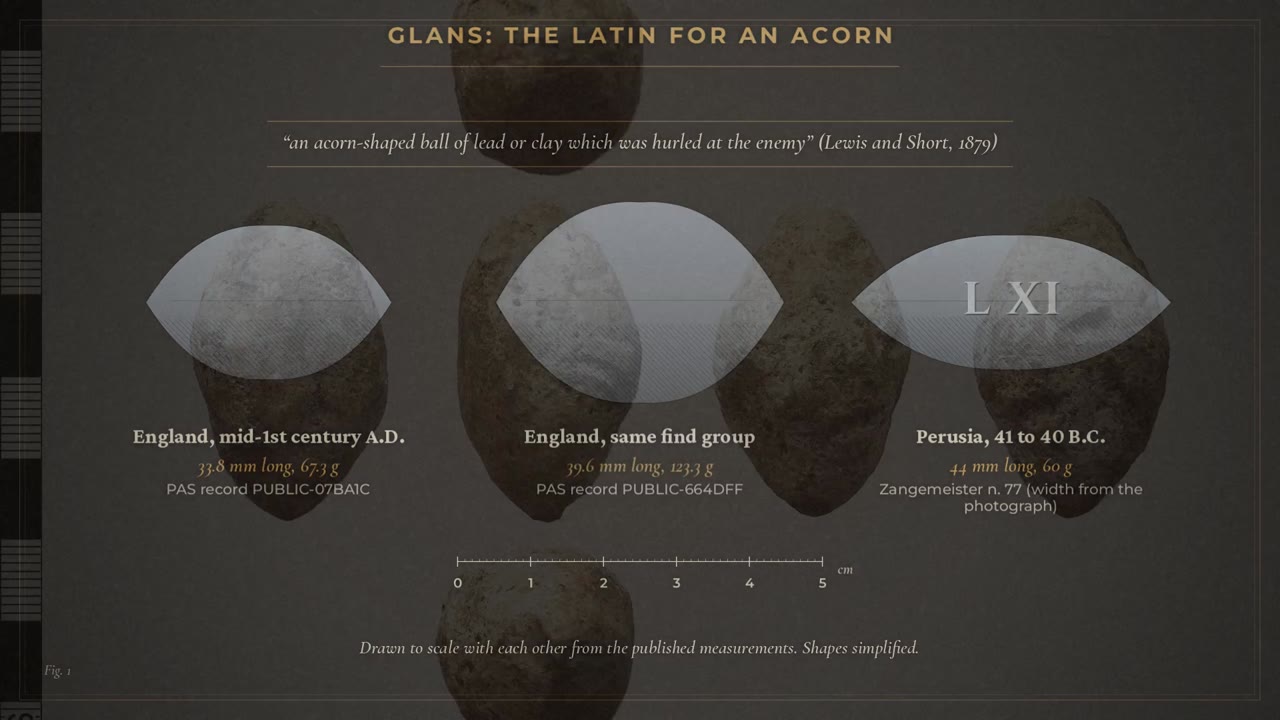 GLANS: THE LATIN FOR AN ACORN
“an acorn-shaped ball of lead or clay which was hurled at the enemy” (Lewis and Short, 1879)
L XI
England, mid-1st century A.D.
33.8 mm long, 67.3 g
PAS record PUBLIC-07BA1C
England, same find group
39.6 mm long, 123.3 g
PAS record PUBLIC-664DFF
Perusia, 41 to 40 B.C.
44 mm long, 60 g
Zangemeister n. 77 (width from the
photograph)
0 1 2 3 4 5 cm
Drawn to scale with each other from the published measurements. Shapes simplified.
Fig. 1